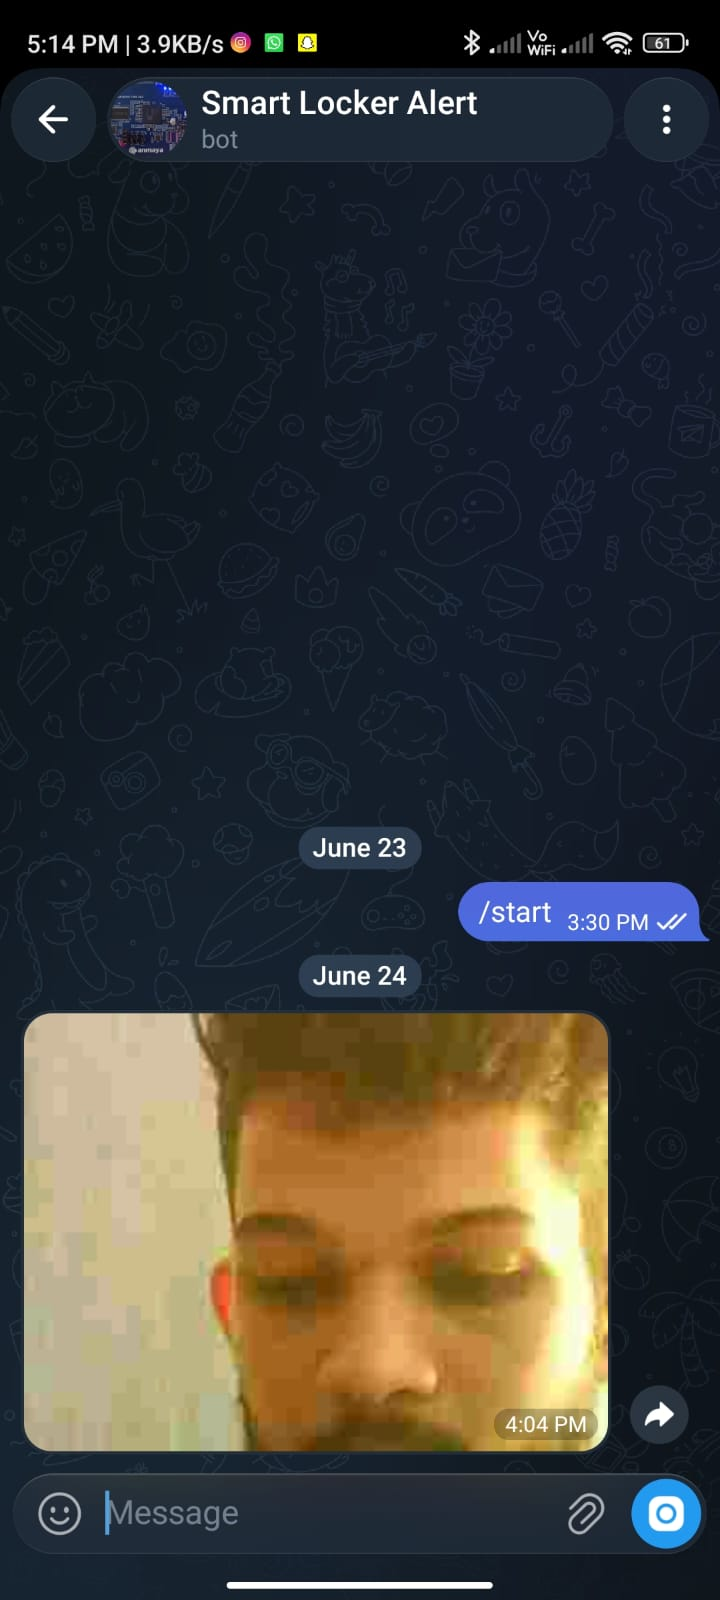 5:14 PM | 3.9KB/s
Vo
WiFi
61
Smart Locker Alert
bot
June 23
/start 3:30 PM
June 24
4:04 PM
Message